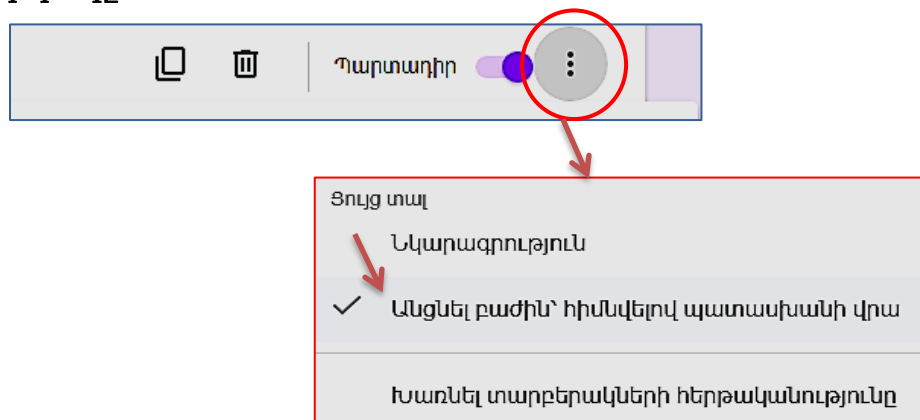 Պարտադիր
Ցույց տալ
Նկարագրություն
Անցնել բաժին՝ հիմնվելով պատասխանի վրա
Խառնել տարբերակների հերթականությունը